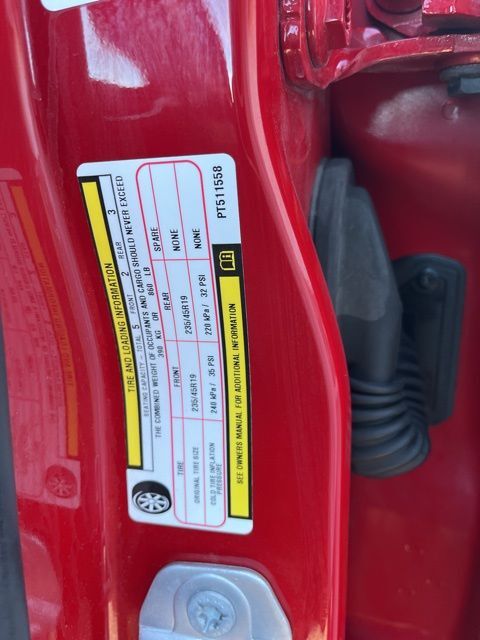 TIRE AND LOADING INFORMATION
SEATING CAPACITY - TOTAL 5 FRONT 2 REAR 3
THE COMBINED WEIGHT OF OCCUPANTS AND CARGO SHOULD NEVER EXCEED
390 KG OR 860 LB
TIRE FRONT REAR SPARE
ORIGINAL TIRE SIZE 235/45R19 235/45R19 NONE
COLD TIRE INFLATION PRESSURE 240 kPa/ 35 PSI 220 kPa/ 32 PSI NONE
SEE OWNERS MANUAL FOR ADDITIONAL INFORMATION
PT511558